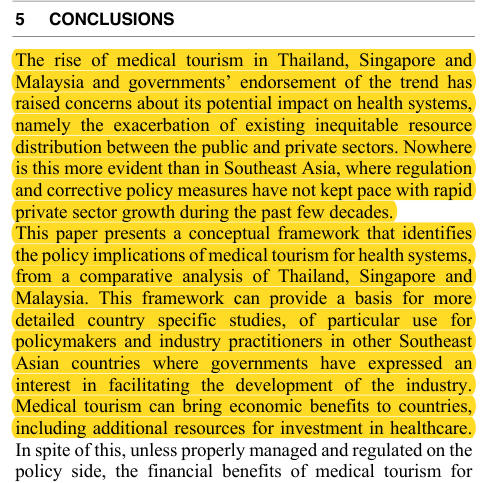 5 CONCLUSIONS
The rise of medical tourism in Thailand, Singapore and
Malaysia and governments’ endorsement of the trend has
raised concerns about its potential impact on health systems,
namely the exacerbation of existing inequitable resource
distribution between the public and private sectors. Nowhere
is this more evident than in Southeast Asia, where regulation
and corrective policy measures have not kept pace with rapid
private sector growth during the past few decades.
This paper presents a conceptual framework that identifies
the policy implications of medical tourism for health systems,
from a comparative analysis of Thailand, Singapore and
Malaysia. This framework can provide a basis for more
detailed country specific studies, of particular use for
policymakers and industry practitioners in other Southeast
Asian countries where governments have expressed an
interest in facilitating the development of the industry.
Medical tourism can bring economic benefits to countries,
including additional resources for investment in healthcare.
In spite of this, unless properly managed and regulated on the
policy side, the financial benefits of medical tourism for